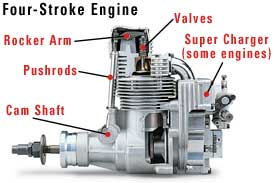 Four-Stroke Engine
Valves
Rocker Arm
Super Charger
(some engines)
Pushrods
Cam Shaft